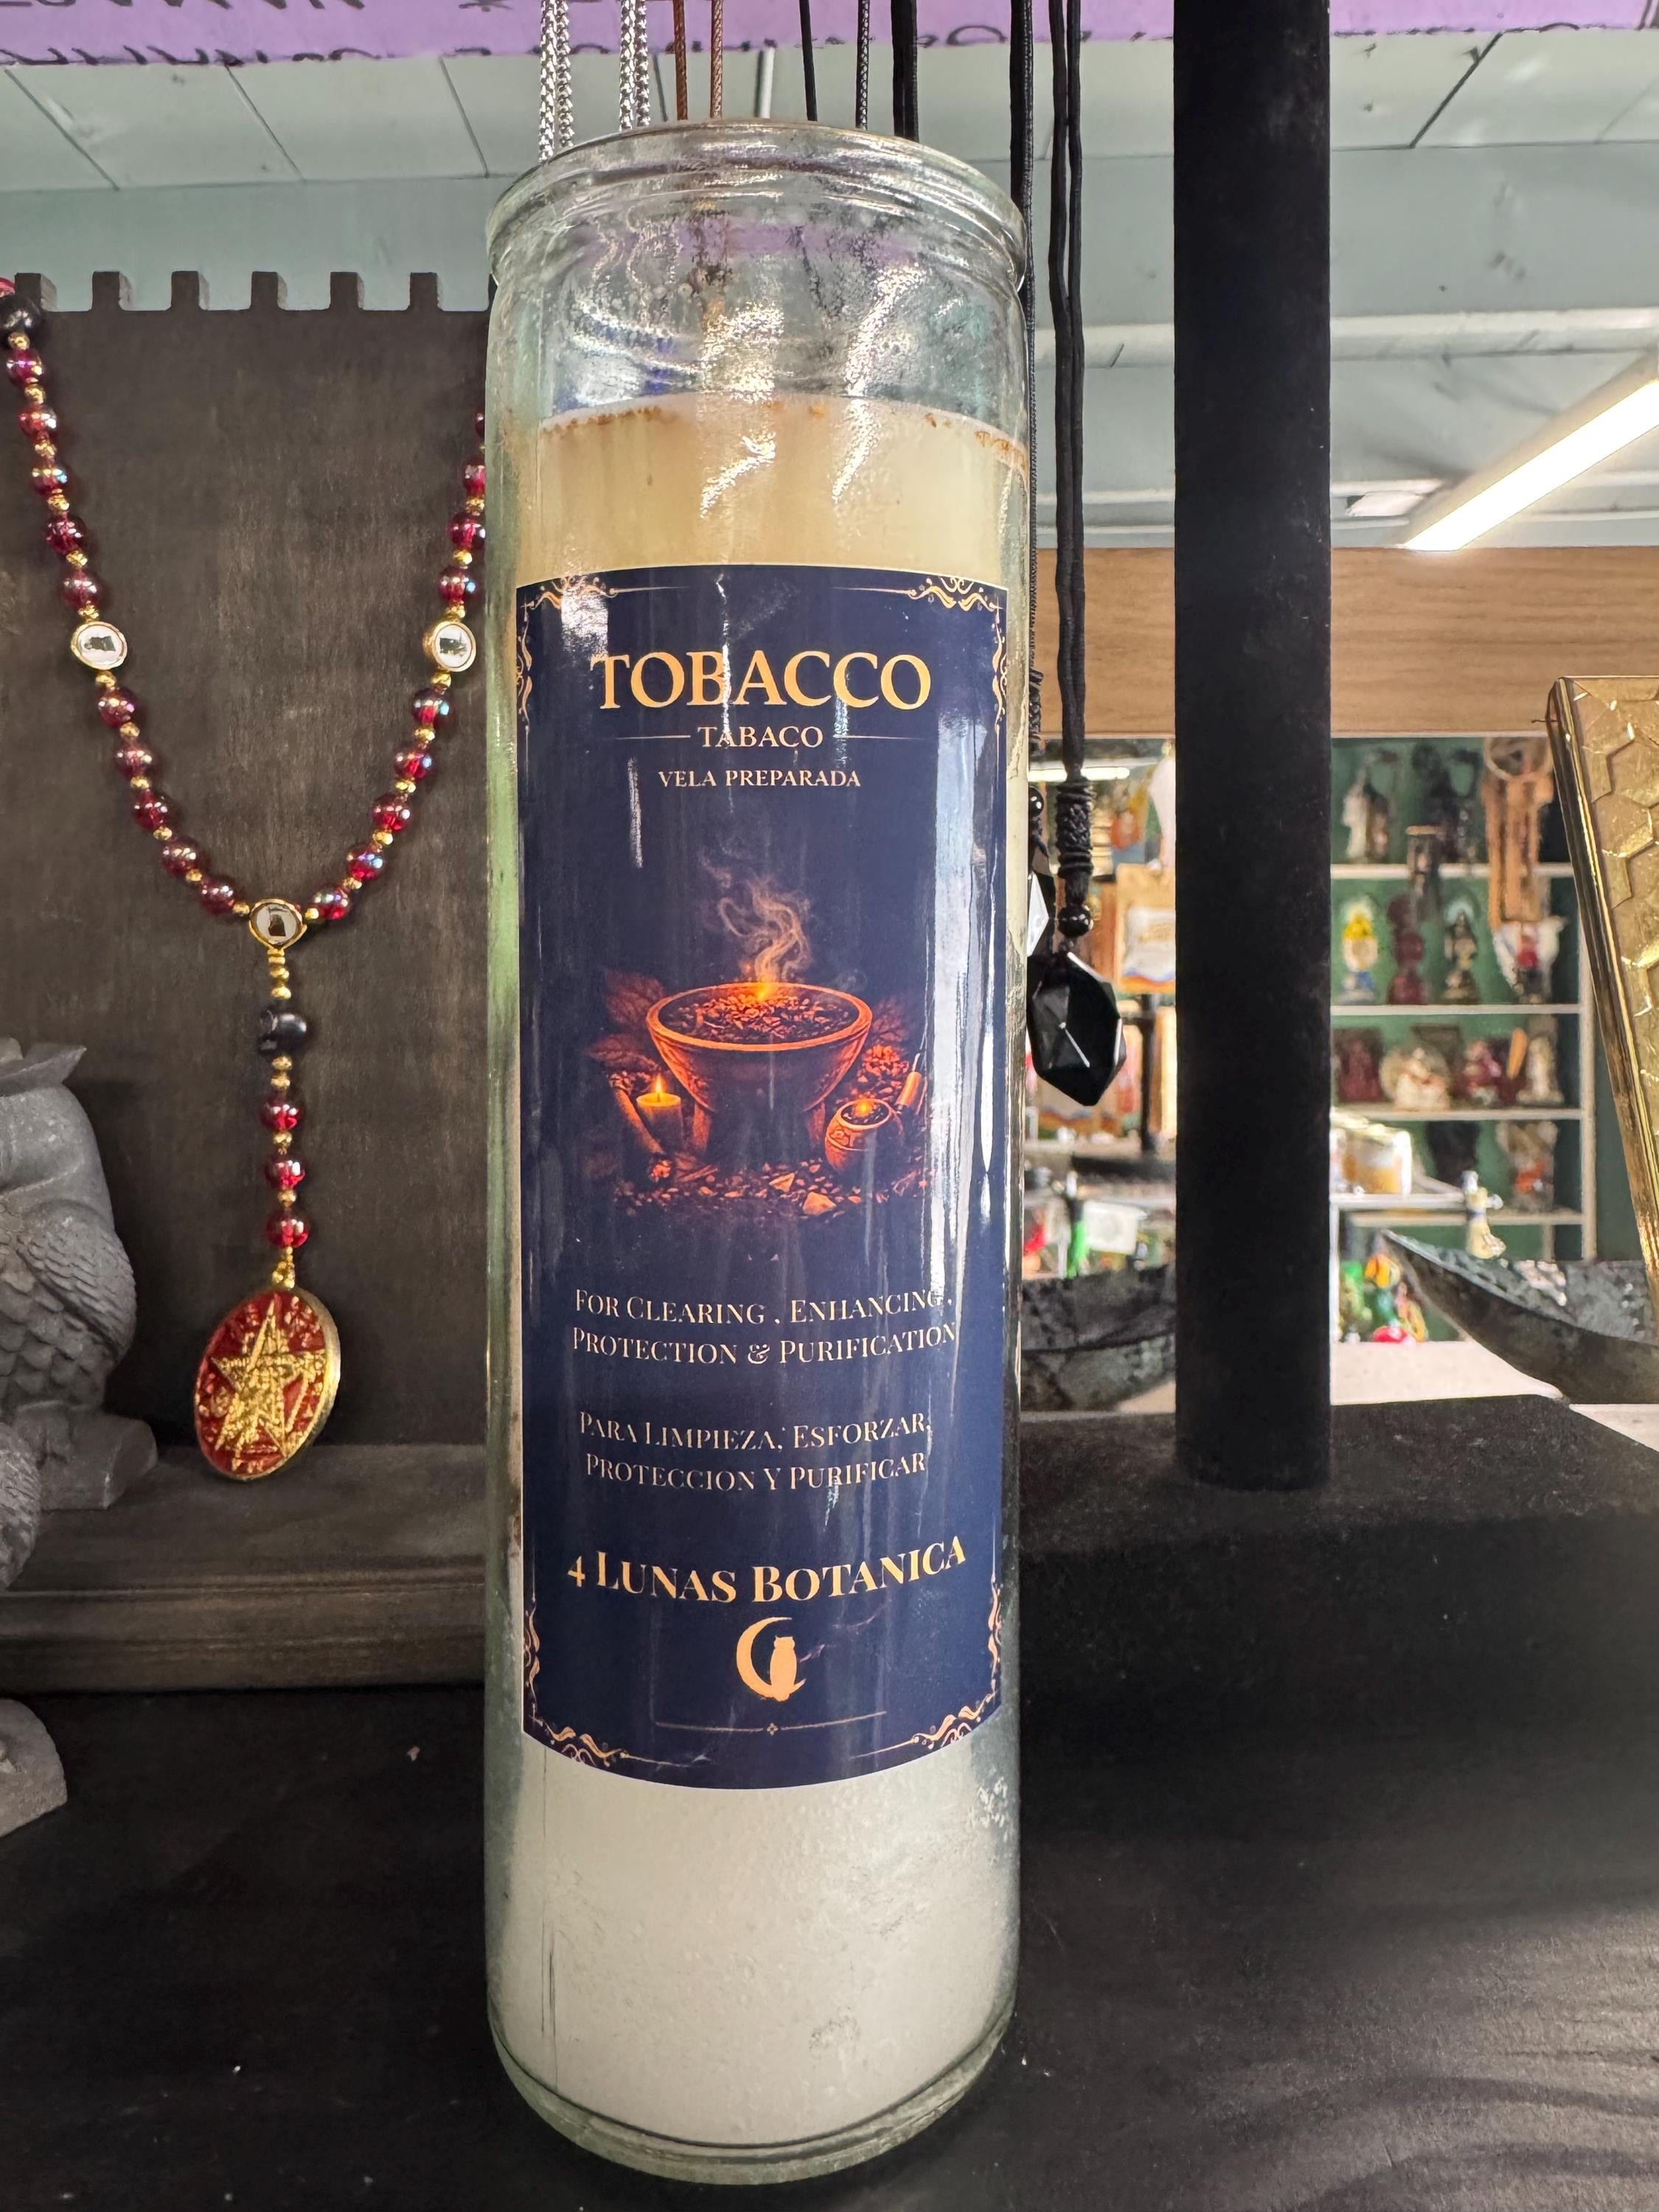 TOBACCO
TABACO
VELA PREPARADA
FOR CLEARING , ENHANCING ,
PROTECTION & PURIFICATION
PARA LIMPIEZA, ESFORZAR,
PROTECCION Y PURIFICAR
4 LUNAS BOTANICA